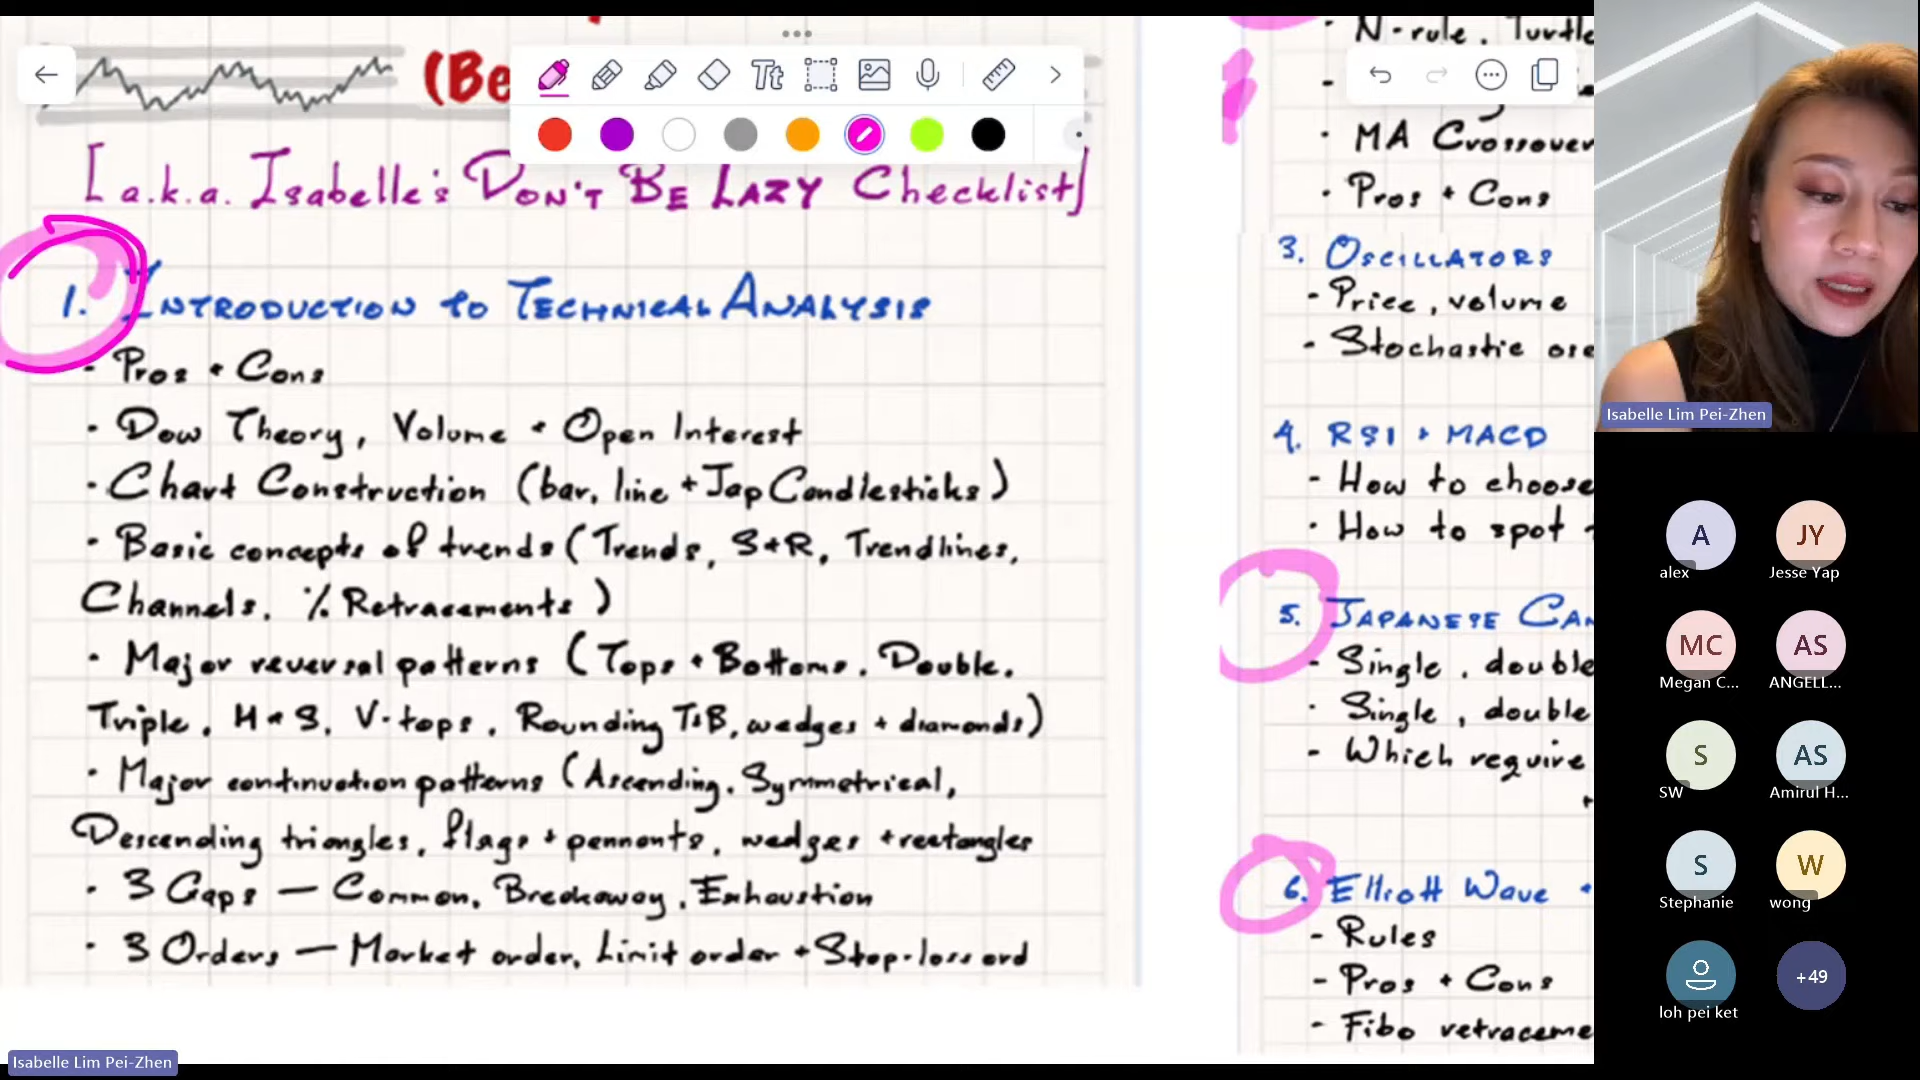 (Be
Tt
[a.k.a. Isabelle's DON'T BE LAZY Checklist]
1. INTRODUCTION to TECHNICAL ANALYSIS
· Pros + Cons
· Dow Theory, Volume + Open Interest
· Chart Construction (bar, line + Jap Candlesticks)
· Basic concepts of trends (Trends, S+R, Trendlines,
Channels, % Retracements)
· Major reversal patterns (Tops + Bottoms, Double,
Triple, H+S, V-tops, Rounding T+B, wedges + diamonds)
· Major continuation patterns (Ascending, Symmetrical,
Descending triangles, flags + pennants, wedges + rectangles
· 3 Gaps — Common, Breakaway, Exhaustion
· 3 Orders — Market order, Limit order + Stop-loss ord
· N-rule, Turtle
· MA Crossover
· Pros + Cons
3. OSCILLATORS
- Price, volume
- Stochastic osc
4. RSI + MACD
- How to choose
· How to spot
5. JAPANESE CAN
- Single, double
· Single, double
- Which require
6. Elliott Wave +
- Rules
- Pros + Cons
- Fibo retraceme
Isabelle Lim Pei-Zhen
A
alex
JY
Jesse Yap
MC
Megan C...
AS
ANGELL...
S
SW
AS
Amirul H...
S
Stephanie
W
wong
loh pei ket
+49
Isabelle Lim Pei-Zhen